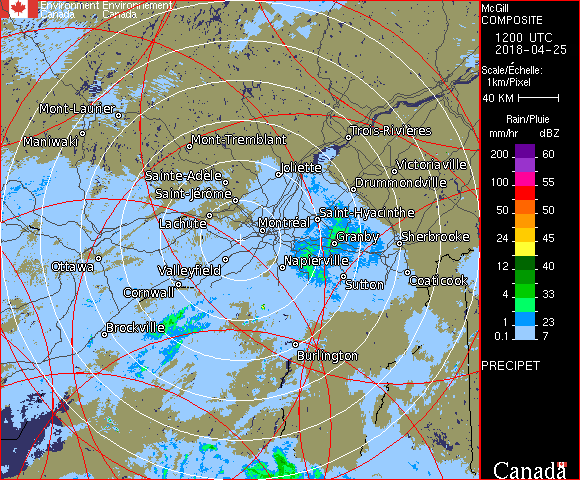 Environment Environnement
Canada Canada
McGill
COMPOSITE
1200 UTC
2018-04-25
Scale/Échelle:
1km/Pixel
40 KM
Rain/Pluie
mm/hr dBZ
200 60
100 55
50 50
24 45
12 40
4 33
1 23
0.1 7
PRECIPET
Canada
Mont-Laurier
Maniwaki
Mont-Tremblant
Trois-Rivières
Victoriaville
Joliette
Sainte-Adèle
Drummondville
Saint-Jérôme
Saint-Hyacinthe
Lachute
Montréal
Granby
Sherbrooke
Ottawa
Napierville
Valleyfield
Coaticook
Sutton
Cornwall
Brockville
Burlington